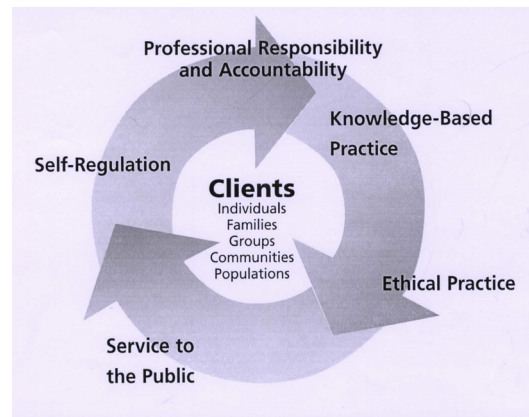 Professional Responsibility
and Accountability
Knowledge-Based
Practice
Self-Regulation
Clients
Individuals
Families
Groups
Communities
Populations
Ethical Practice
Service to
the Public